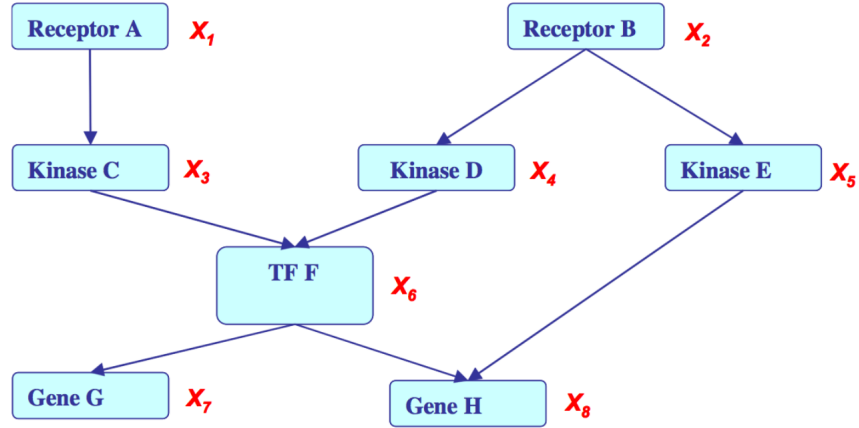 Receptor A X1
Receptor B X2
Kinase C X3
Kinase D X4
Kinase E X5
TF F X6
Gene G X7
Gene H X8